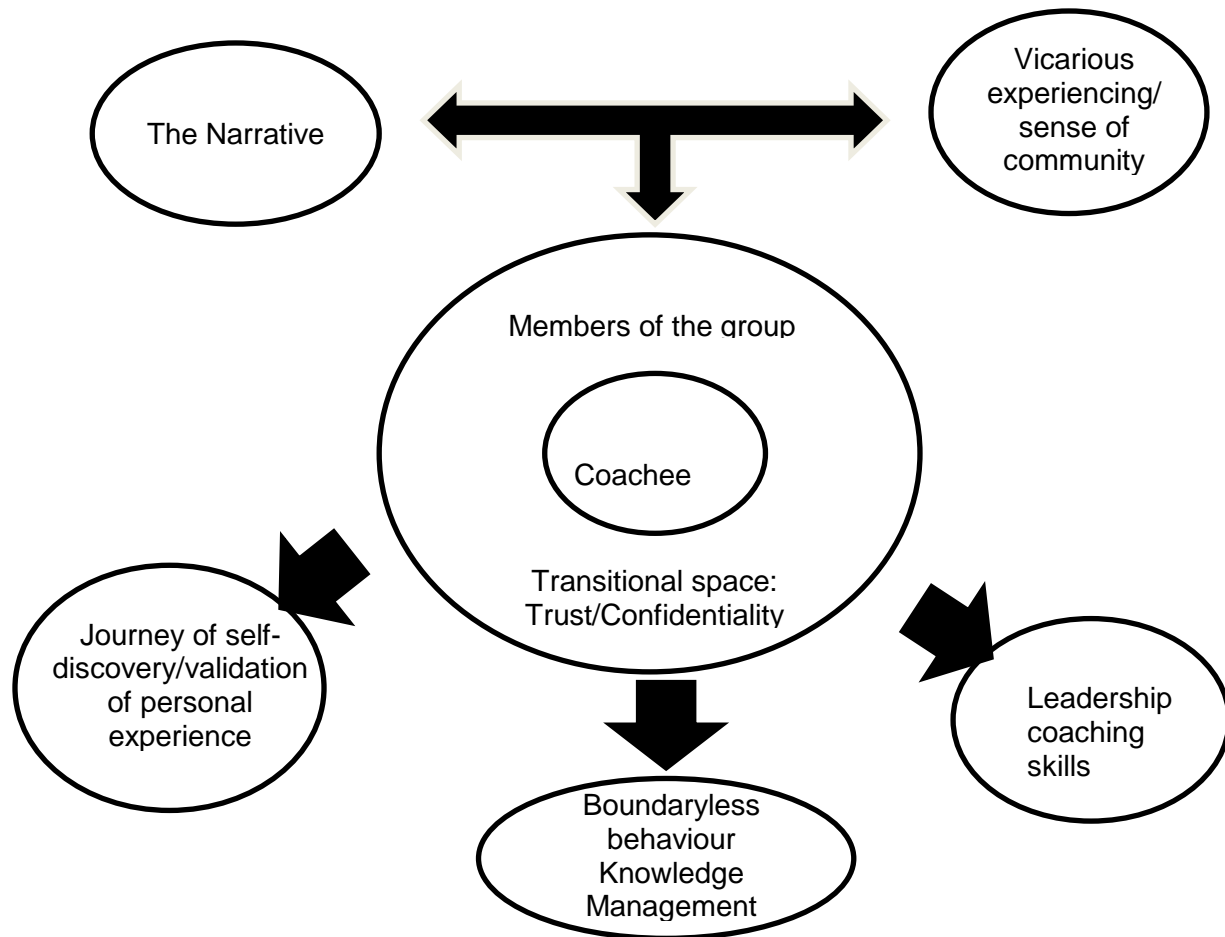 The Narrative
Vicarious
experiencing/
sense of
community
Members of the group
Coachee
Transitional space:
Trust/Confidentiality
Journey of self-
discovery/validation
of personal
experience
Leadership
coaching
skills
Boundaryless
behaviour
Knowledge
Management